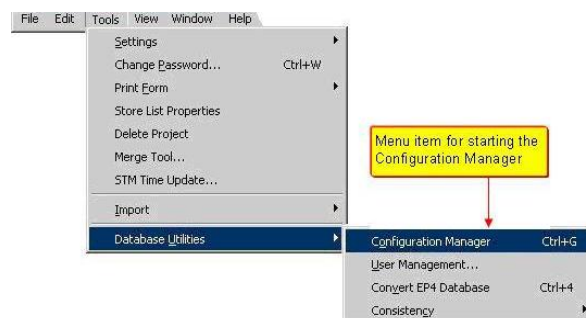 File Edit Tools View Window Help
Settings
Change Password... Ctrl+W
Print Form
Store List Properties
Delete Project
Merge Tool...
STM Time Update...
Import
Database Utilities
Menu item for starting the
Configuration Manager
Configuration Manager Ctrl+G
User Management...
Convert EP4 Database Ctrl+4
Consistency